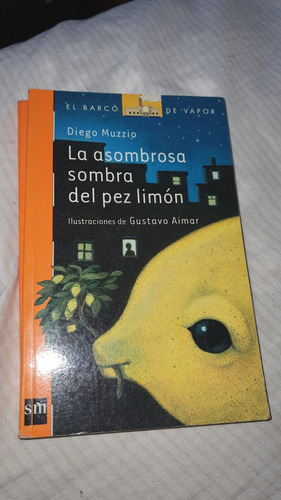 EL BARCO DE VAPOR
Diego Muzzio
La asombrosa
sombra
del pez limón
Ilustraciones de Gustavo Aimar
sm